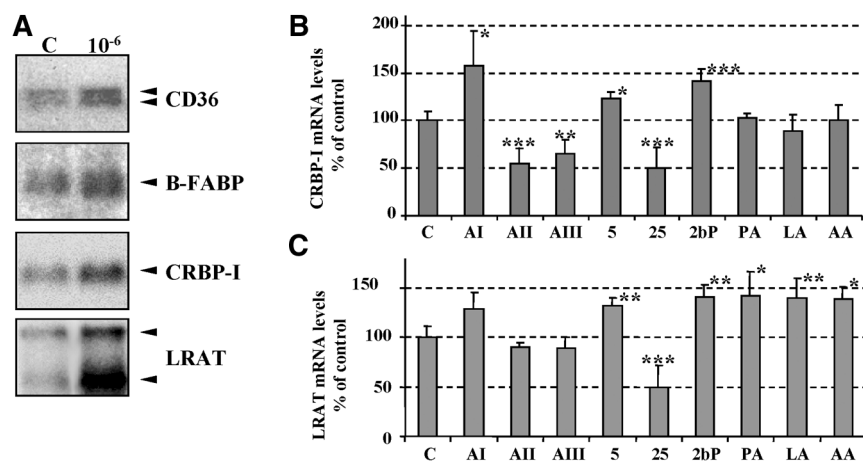 A
C 10⁻⁶
CD36
B-FABP
CRBP-I
LRAT
B
CRBP-I mRNA levels
% of control
200
150
100
50
0
* *** ** * *** ***
C AI AII AIII 5 25 2bP PA LA AA
C
LRAT mRNA levels
% of control
150
100
50
0
** *** ** * ** *
C AI AII AIII 5 25 2bP PA LA AA